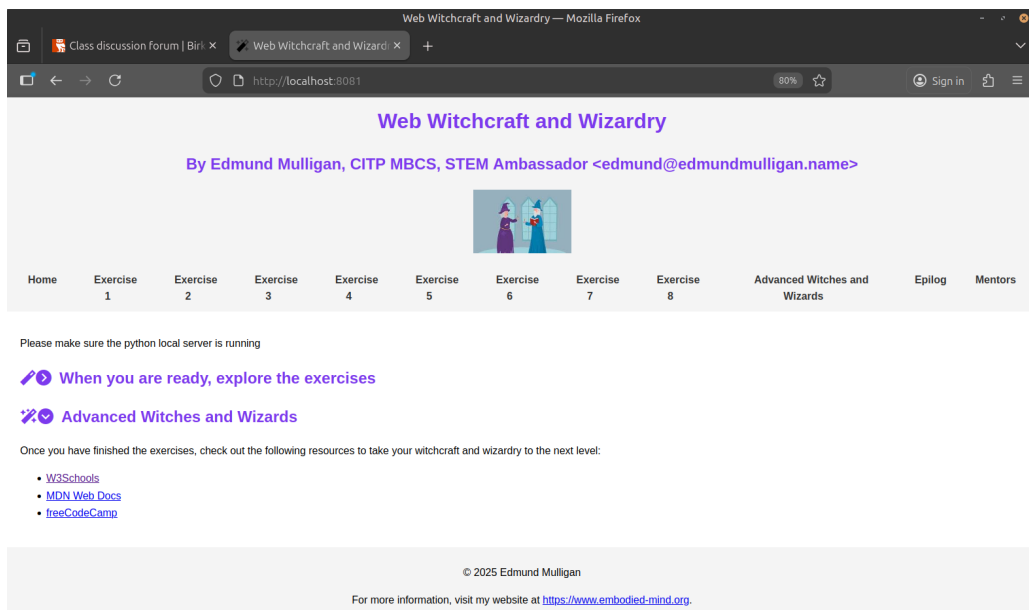 Web Witchcraft and Wizardry — Mozilla Firefox
Class discussion forum | Birk
Web Witchcraft and Wizardr
http://localhost:8081
80%
Sign in
Web Witchcraft and Wizardry
By Edmund Mulligan, CITP MBCS, STEM Ambassador <edmund@edmundmulligan.name>
Home
Exercise 1
Exercise 2
Exercise 3
Exercise 4
Exercise 5
Exercise 6
Exercise 7
Exercise 8
Advanced Witches and Wizards
Epilog
Mentors
Please make sure the python local server is running
When you are ready, explore the exercises
Advanced Witches and Wizards
Once you have finished the exercises, check out the following resources to take your witchcraft and wizardry to the next level:
W3Schools
MDN Web Docs
freeCodeCamp
© 2025 Edmund Mulligan
For more information, visit my website at https://www.embodied-mind.org.